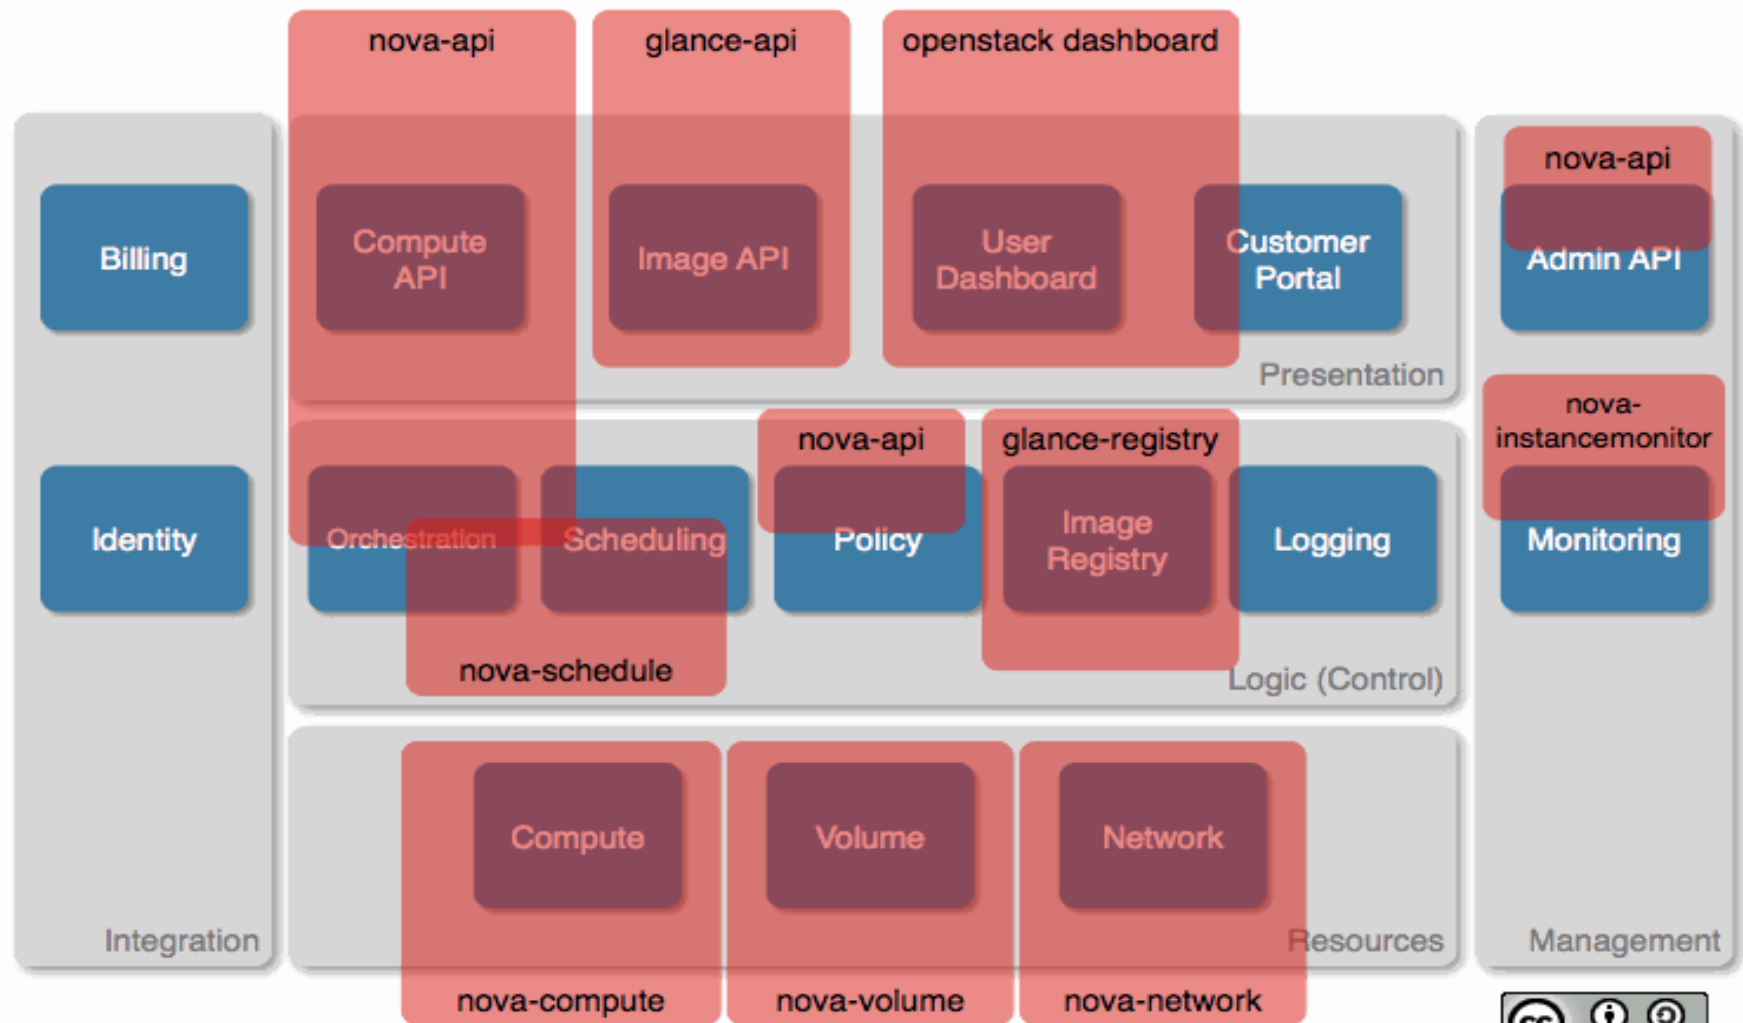 nova-api
glance-api
openstack dashboard
nova-api
Billing
Compute
API
Image API
User
Dashboard
Customer
Portal
Admin API
Presentation
nova-
instancemonitor
nova-api
glance-registry
Identity
Orchestration
Scheduling
Policy
Image
Registry
Logging
Monitoring
nova-schedule
Logic (Control)
Compute
Volume
Network
Integration
Resources
Management
nova-compute
nova-volume
nova-network
cc